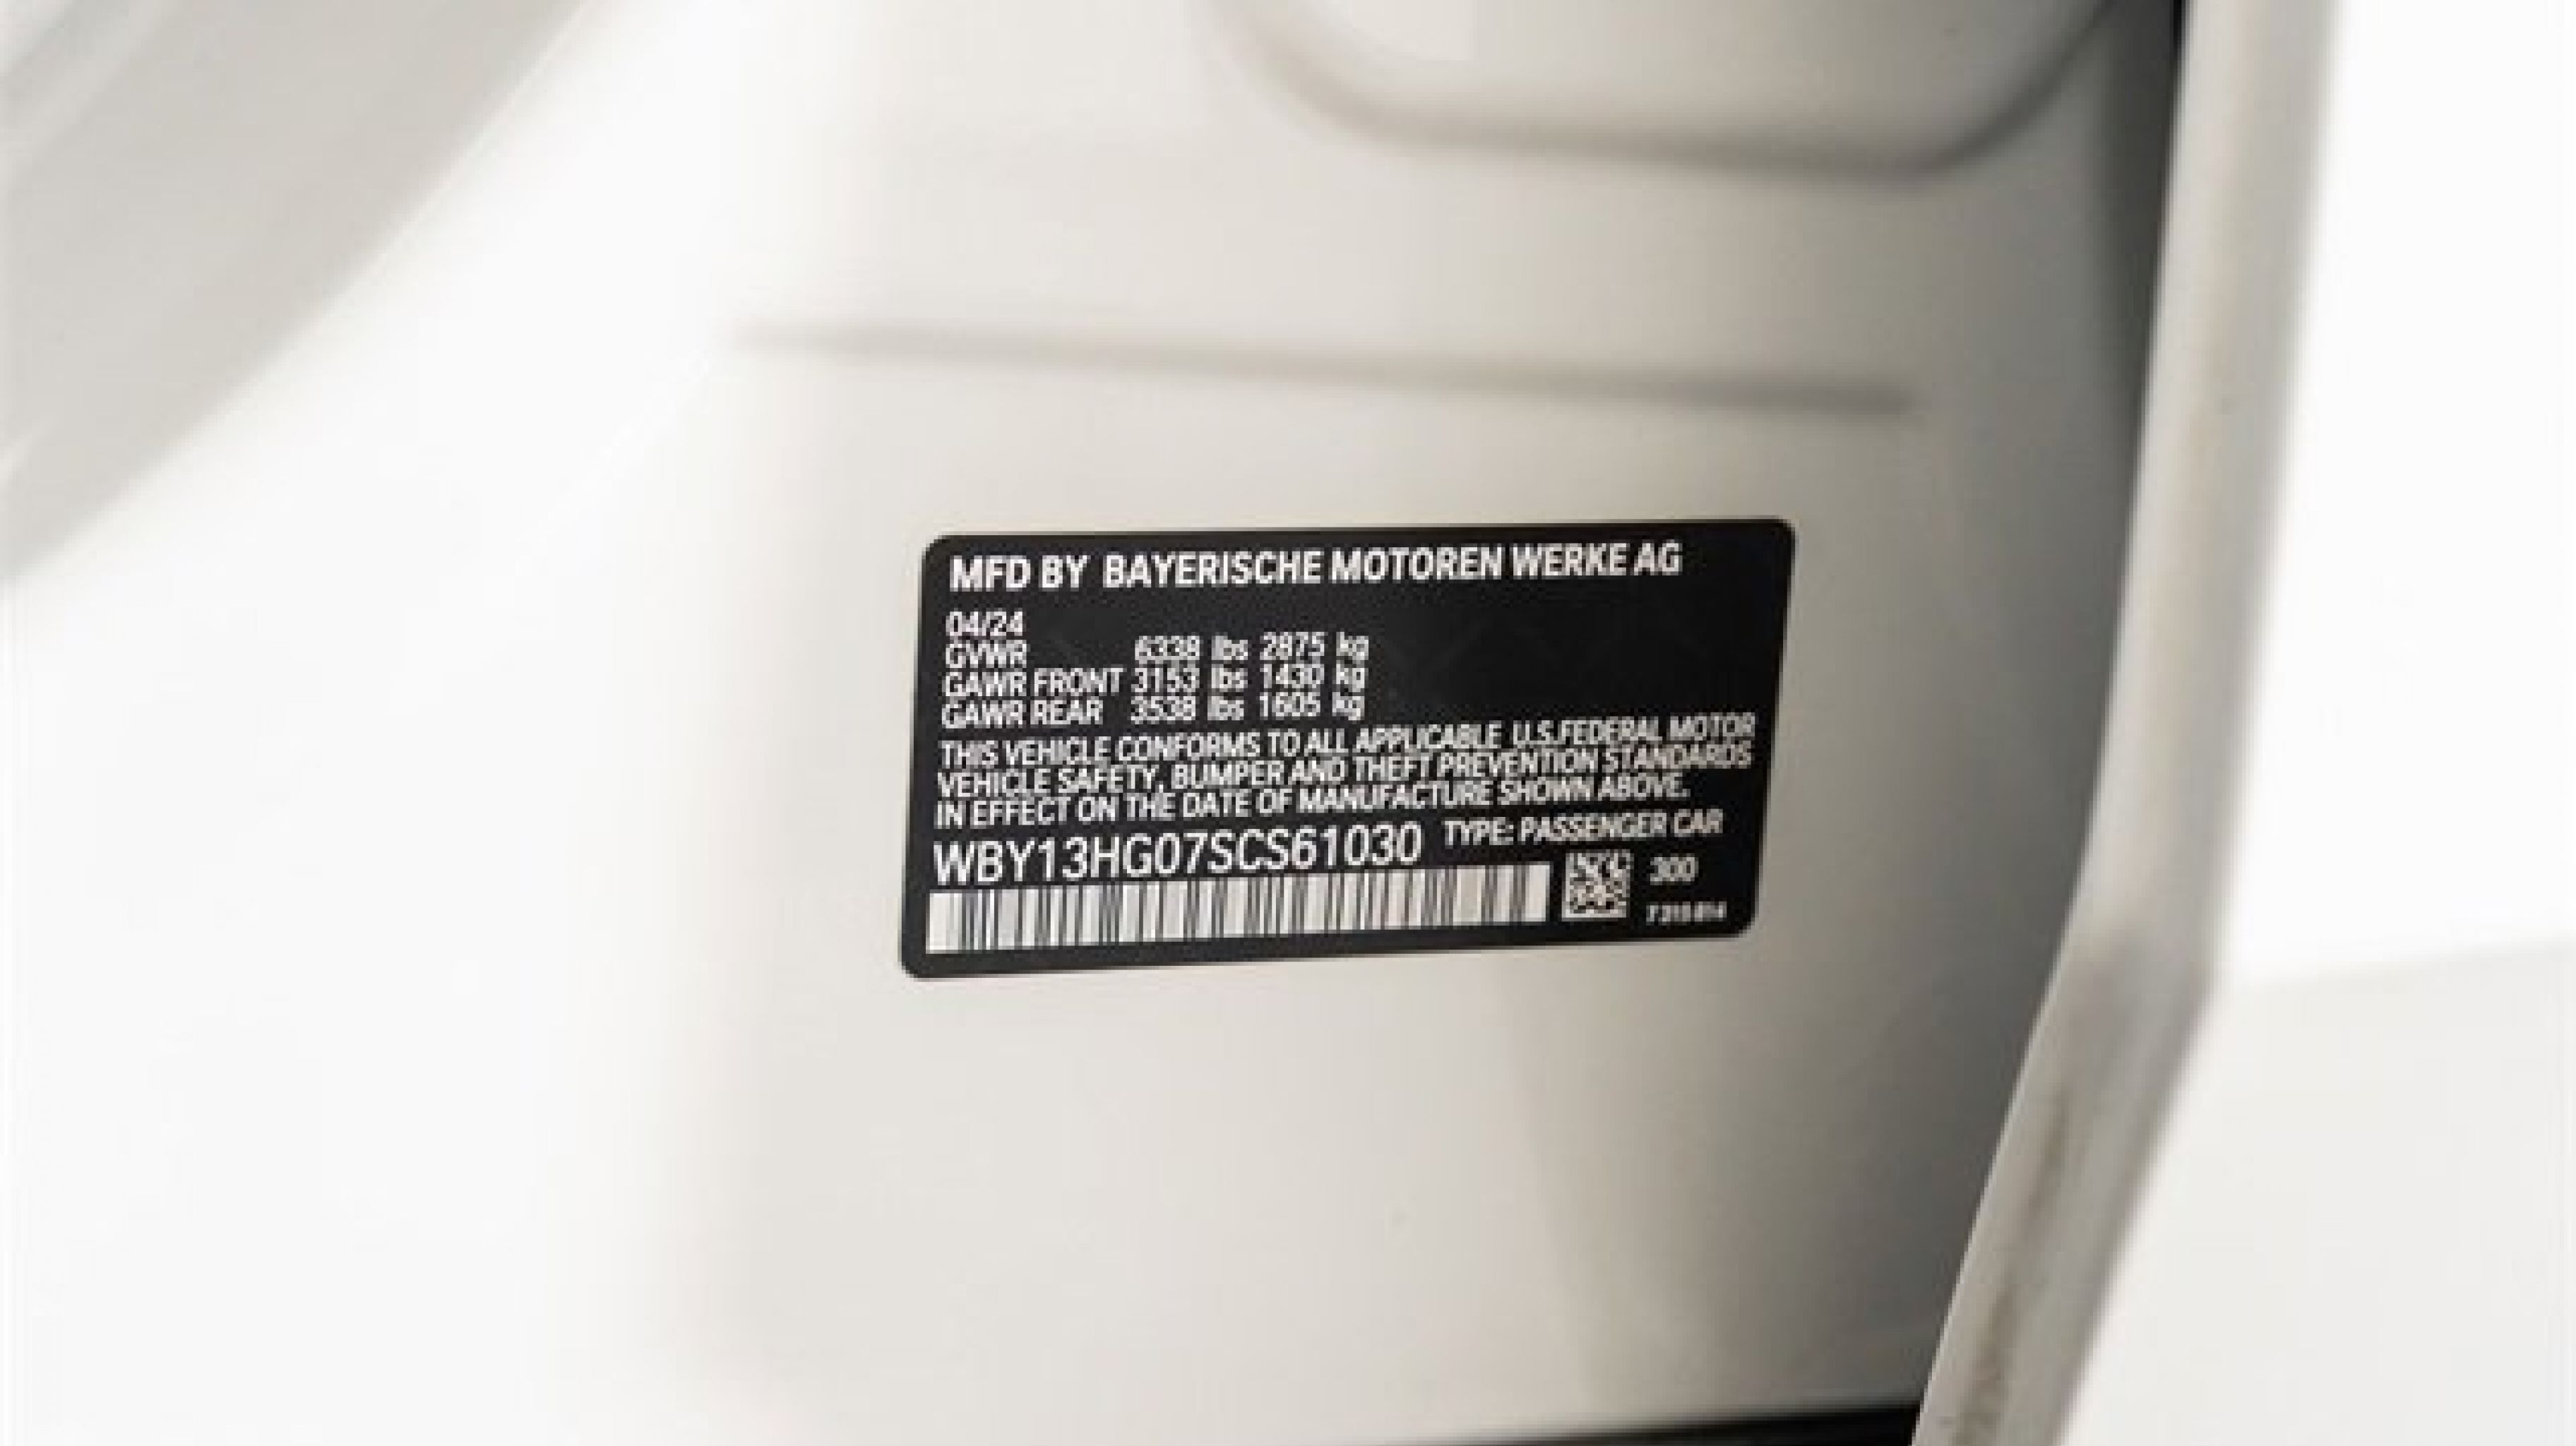 MFD BY BAYERISCHE MOTOREN WERKE AG
04/24
GVWR 6338 lbs 2875 kg
GAWR FRONT 3153 lbs 1430 kg
GAWR REAR 3538 lbs 1605 kg
THIS VEHICLE CONFORMS TO ALL APPLICABLE U.S.FEDERAL MOTOR
VEHICLE SAFETY, BUMPER AND THEFT PREVENTION STANDARDS
IN EFFECT ON THE DATE OF MANUFACTURE SHOWN ABOVE.
WBY13HG07SCS61030 TYPE: PASSENGER CAR
300